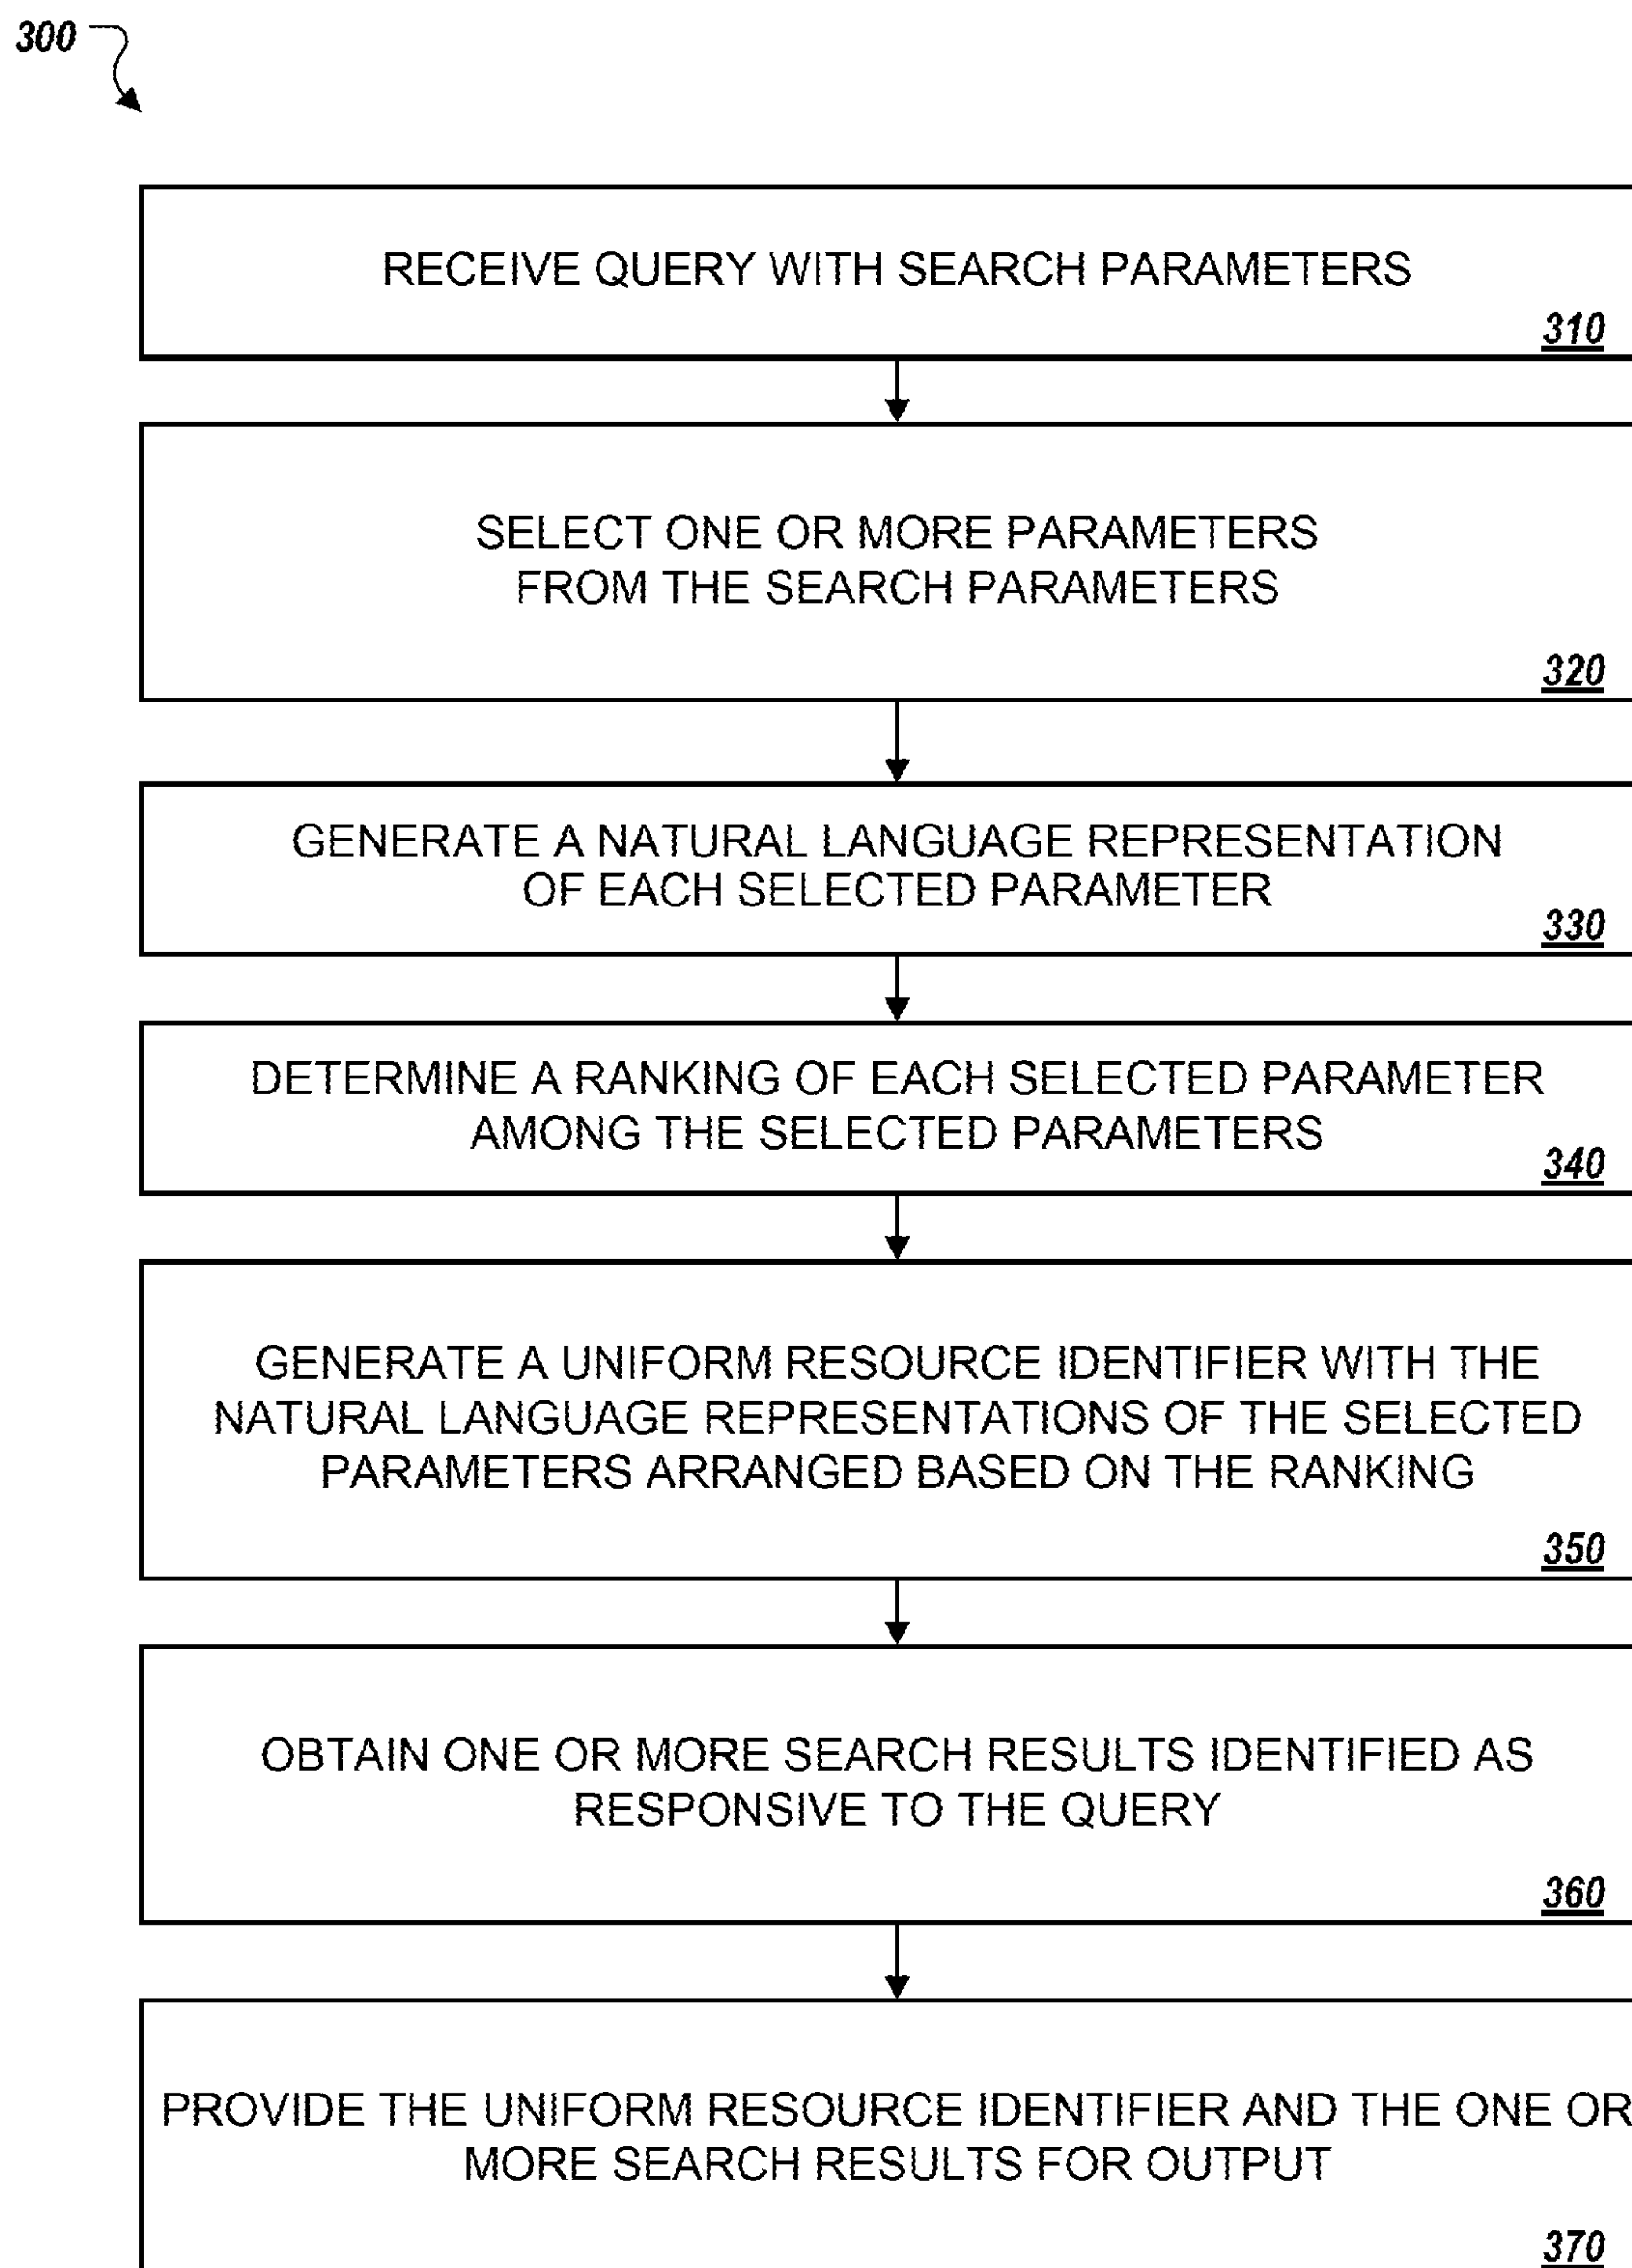 300
RECEIVE QUERY WITH SEARCH PARAMETERS
310
SELECT ONE OR MORE PARAMETERS
FROM THE SEARCH PARAMETERS
320
GENERATE A NATURAL LANGUAGE REPRESENTATION
OF EACH SELECTED PARAMETER
330
DETERMINE A RANKING OF EACH SELECTED PARAMETER
AMONG THE SELECTED PARAMETERS
340
GENERATE A UNIFORM RESOURCE IDENTIFIER WITH THE
NATURAL LANGUAGE REPRESENTATIONS OF THE SELECTED
PARAMETERS ARRANGED BASED ON THE RANKING
350
OBTAIN ONE OR MORE SEARCH RESULTS IDENTIFIED AS
RESPONSIVE TO THE QUERY
360
PROVIDE THE UNIFORM RESOURCE IDENTIFIER AND THE ONE OR
MORE SEARCH RESULTS FOR OUTPUT
370